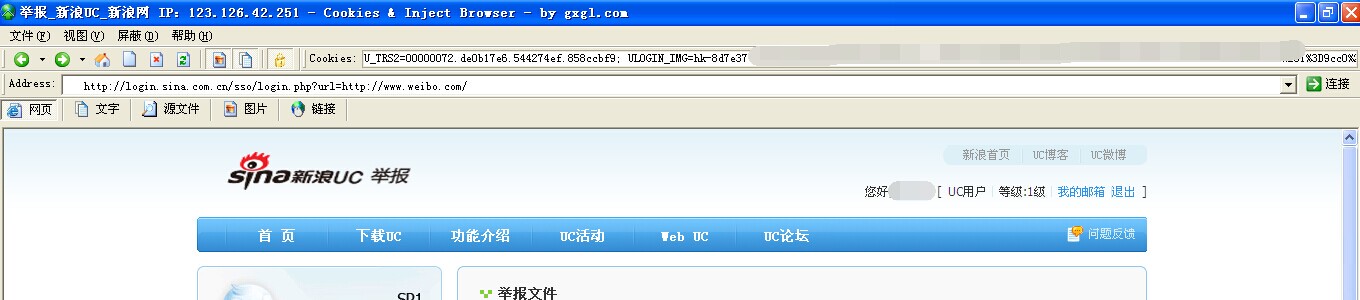 举报_新浪UC_新浪网 IP: 123.126.42.251 - Cookies & Inject Browser - by gxgl.com
文件(F) 视图(V) 屏蔽(D) 帮助(H)
Cookies: U_TRS2=00000072.de0b17e6.544274ef.858ccbf9; ULOGIN_IMG=hk-8d7e37
Address: http://login.sina.com.cn/sso/login.php?url=http://www.weibo.com/ 连接
网页 文字 源文件 图片 链接
sina新浪UC 举报
新浪首页 UC博客 UC微博
您好 [ UC用户 等级:1级 我的邮箱 退出 ]
首 页 下载UC 功能介绍 UC活动 Web UC UC论坛 问题反馈
SP1 举报文件